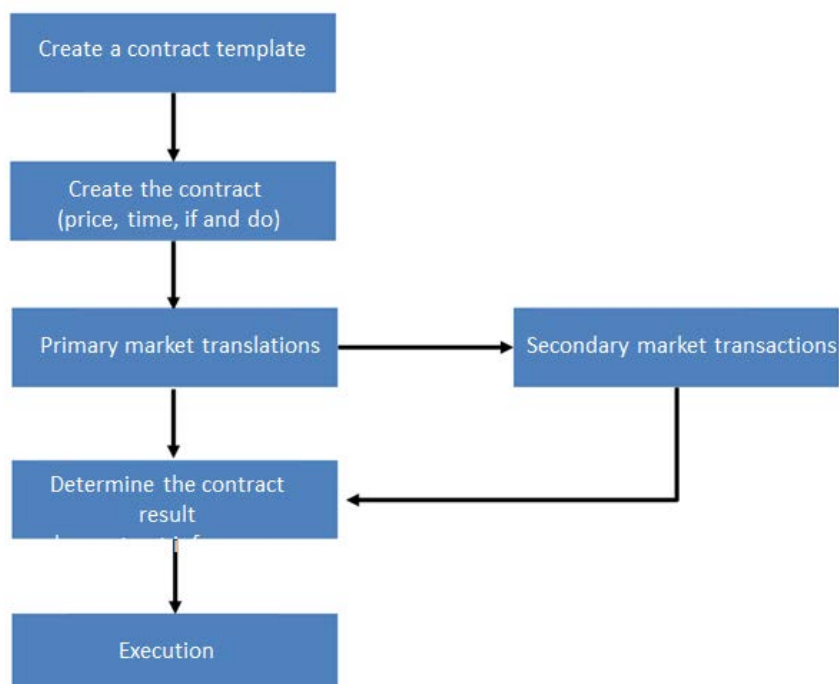 Create a contract template
Create the contract
(price, time, if and do)
Primary market translations
Secondary market transactions
Determine the contract
result
Execution